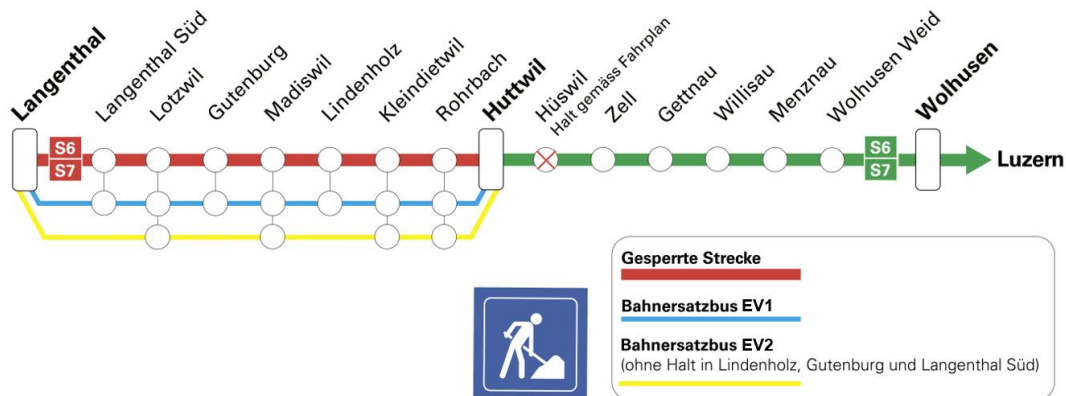 Langenthal
Langenthal Süd
Lotzwil
Gutenburg
Madiswil
Lindenholz
Kleindietwil
Rohrbach
Huttwil
Hüswil
Halt gemäss Fahrplan
Zell
Gettnau
Willisau
Menznau
Wolhusen Weid
Wolhusen
S6
S7
S6
S7
Luzern
Gesperrte Strecke
Bahnersatzbus EV1
Bahnersatzbus EV2
(ohne Halt in Lindenholz, Gutenburg und Langenthal Süd)